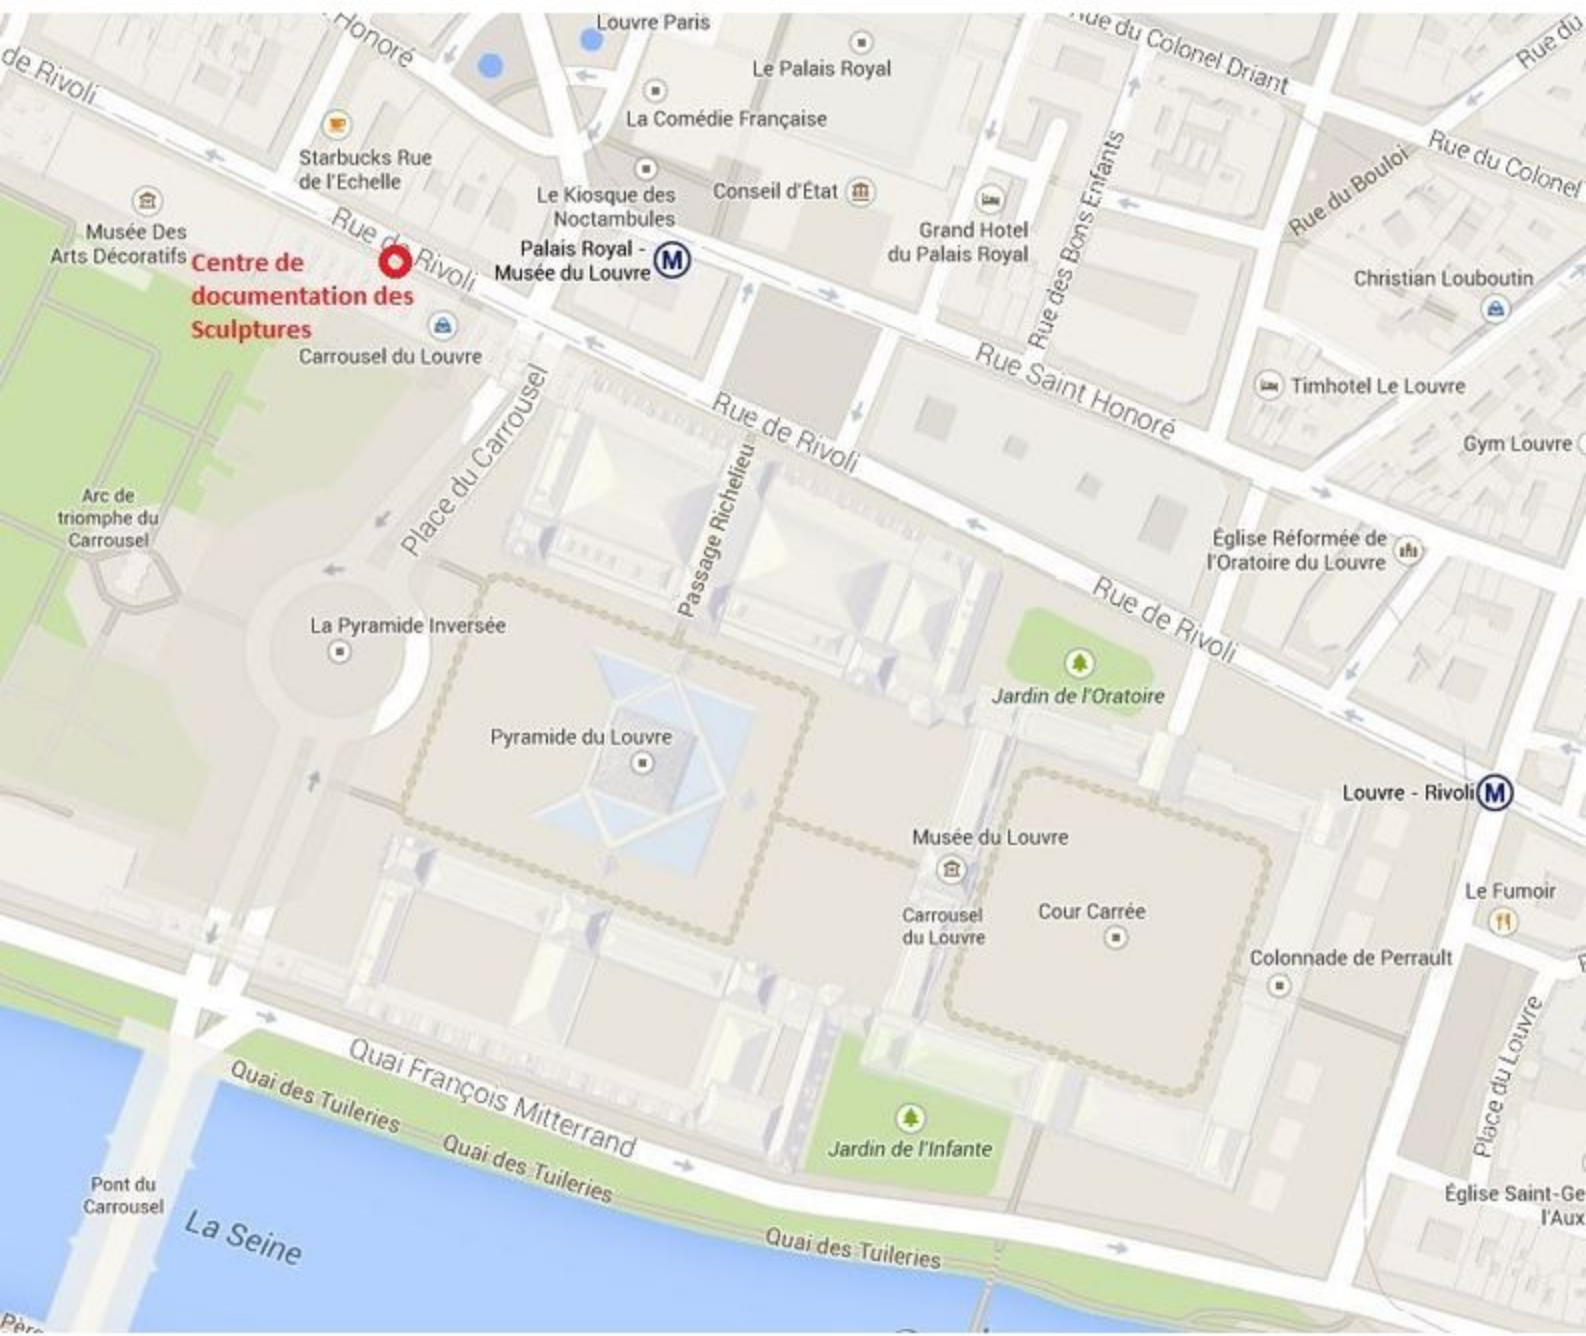 Louvre Paris
Honoré
de Rivoli
Rue du Colonel Driant
Rue du
Le Palais Royal
La Comédie Française
Starbucks Rue
de l'Echelle
Le Kiosque des
Noctambules
Conseil d'État
Rue du Bouloi
Rue du Colonel
Musée Des
Arts Décoratifs
Rue de Rivoli
Palais Royal -
Musée du Louvre
M
Grand Hotel
du Palais Royal
Rue des Bons Enfants
Centre de
documentation des
Sculptures
Christian Louboutin
Carrousel du Louvre
Rue Saint Honoré
Timhotel Le Louvre
Place du Carrousel
Rue de Rivoli
Gym Louvre
Passage Richelieu
Arc de
triomphe du
Carrousel
Église Réformée de
l'Oratoire du Louvre
Rue de Rivoli
La Pyramide Inversée
Jardin de l'Oratoire
Pyramide du Louvre
Louvre - Rivoli
M
Musée du Louvre
Le Fumoir
Carrousel
du Louvre
Cour Carrée
Colonnade de Perrault
Quai François Mitterrand
Place du Louvre
Quai des Tuileries
Quai des Tuileries
Jardin de l'Infante
Pont du
Carrousel
La Seine
Église Saint-Ge
l'Aux
Quai des Tuileries
Père